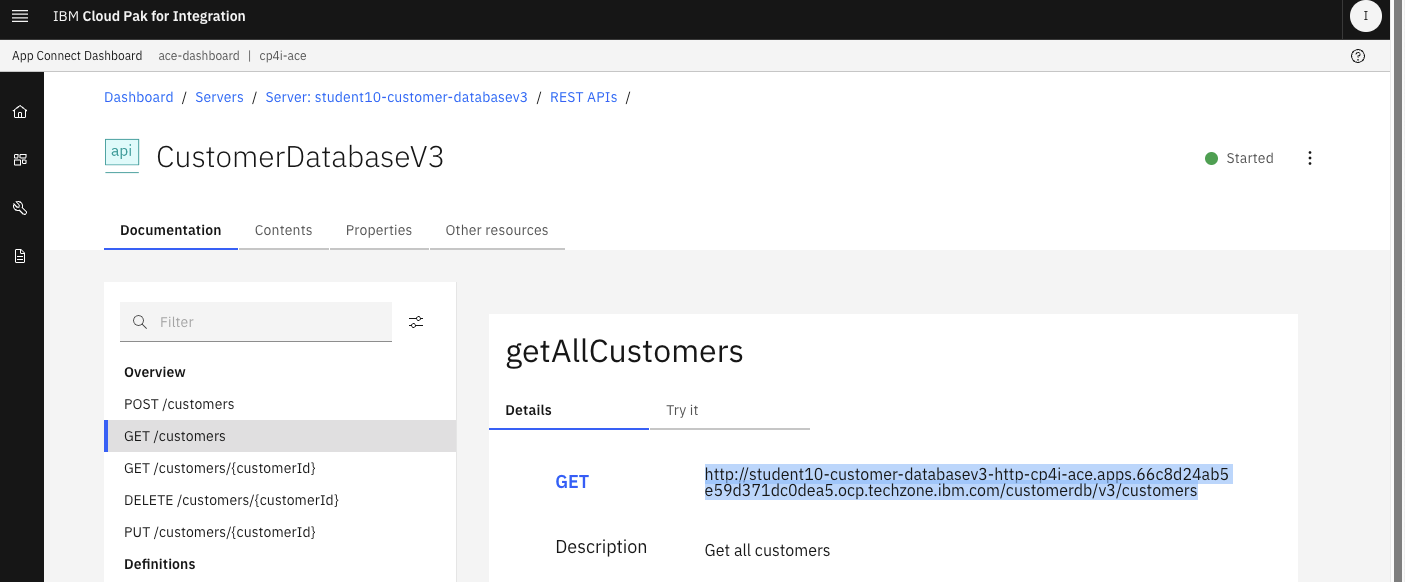 IBM Cloud Pak for Integration
I
App Connect Dashboard ace-dashboard | cp4i-ace
Dashboard / Servers / Server: student10-customer-databasev3 / REST APIs /
api
CustomerDatabaseV3
Started
Documentation Contents Properties Other resources
Filter
Overview
POST /customers
GET /customers
GET /customers/{customerId}
DELETE /customers/{customerId}
PUT /customers/{customerId}
Definitions
getAllCustomers
Details Try it
GET
http://student10-customer-databasev3-http-cp4i-ace.apps.66c8d24ab5
e59d371dc0dea5.ocp.techzone.ibm.com/customerdb/v3/customers
Description Get all customers